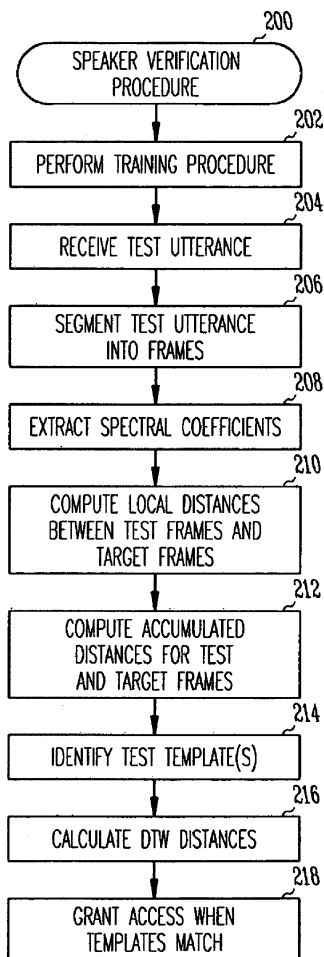 200
SPEAKER VERIFICATION
PROCEDURE
202
PERFORM TRAINING PROCEDURE
204
RECEIVE TEST UTTERANCE
206
SEGMENT TEST UTTERANCE
INTO FRAMES
208
EXTRACT SPECTRAL COEFFICIENTS
210
COMPUTE LOCAL DISTANCES
BETWEEN TEST FRAMES AND
TARGET FRAMES
212
COMPUTE ACCUMULATED
DISTANCES FOR TEST
AND TARGET FRAMES
214
IDENTIFY TEST TEMPLATE(S)
216
CALCULATE DTW DISTANCES
218
GRANT ACCESS WHEN
TEMPLATES MATCH